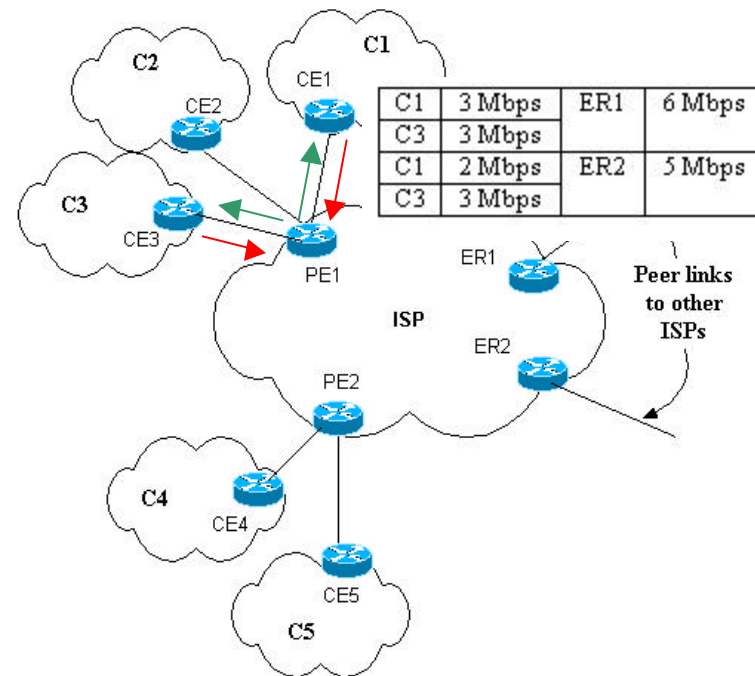 C1
C2
CE1
CE2
C1 3 Mbps ER1 6 Mbps
C3 3 Mbps
C1 2 Mbps ER2 5 Mbps
C3 3 Mbps
C3
CE3
PE1
ER1
Peer links
to other
ISPs
ISP
ER2
PE2
C4
CE4
CE5
C5